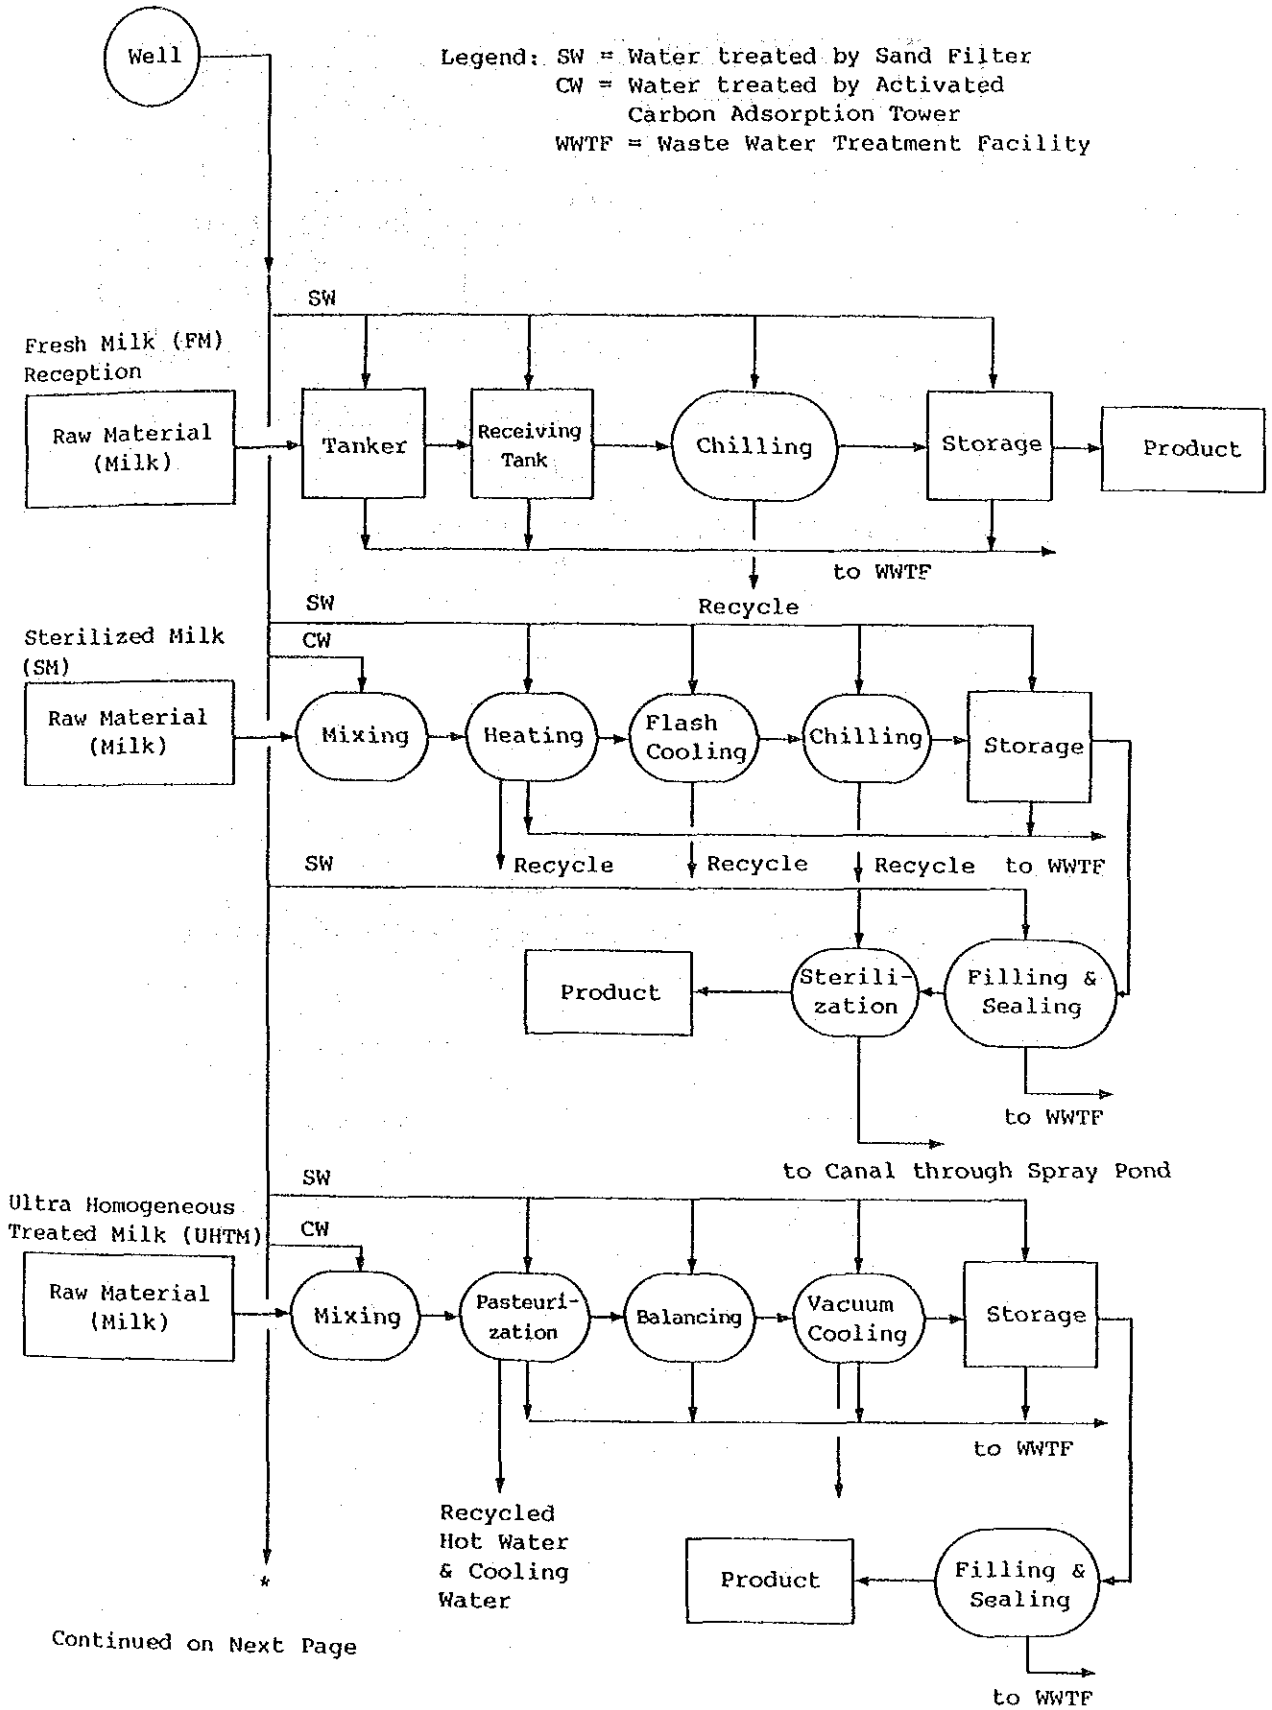 Well
Legend: SW = Water treated by Sand Filter
CW = Water treated by Activated
Carbon Adsorption Tower
WWTF = Waste Water Treatment Facility
SW
Fresh Milk (FM)
Reception
Raw Material
(Milk)
Tanker
Receiving
Tank
Chilling
Storage
Product
to WWTF
Recycle
SW
CW
Sterilized Milk
(SM)
Raw Material
(Milk)
Mixing
Heating
Flash
Cooling
Chilling
Storage
Recycle
Recycle
Recycle
to WWTF
SW
Product
Sterili-
zation
Filling &
Sealing
to WWTF
to Canal through Spray Pond
SW
CW
Ultra Homogeneous
Treated Milk (UHTM)
Raw Material
(Milk)
Mixing
Pasteuri-
zation
Balancing
Vacuum
Cooling
Storage
to WWTF
Recycled
Hot Water
& Cooling
Water
Product
Filling &
Sealing
to WWTF
*
Continued on Next Page